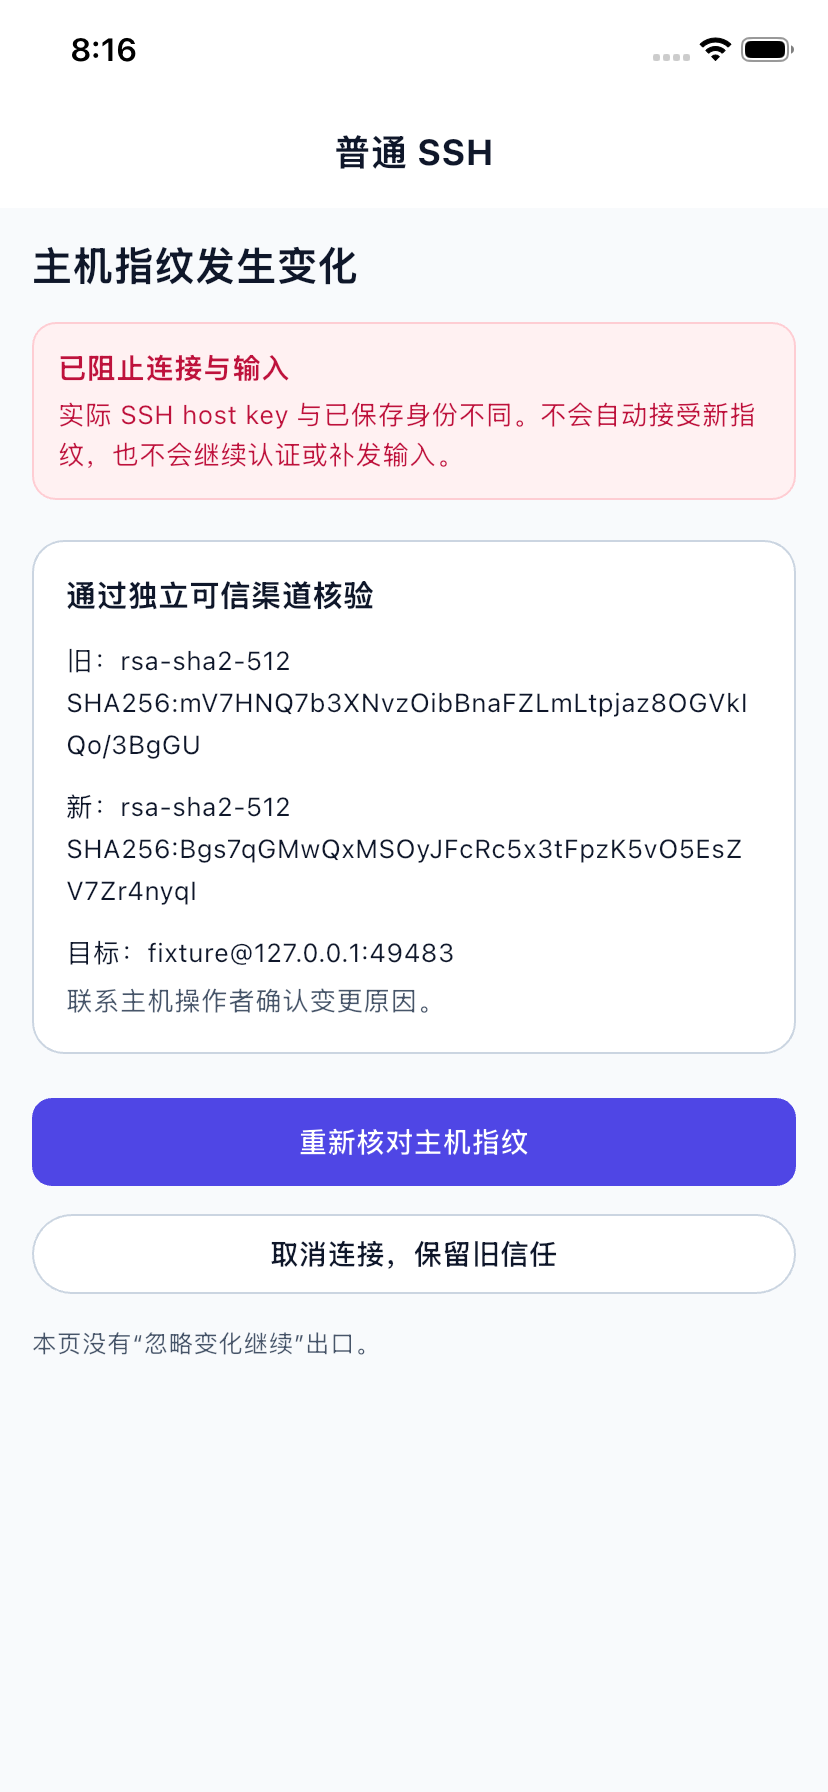 8:16
普通 SSH
主机指纹发生变化
已阻止连接与输入
实际 SSH host key 与已保存身份不同。不会自动接受新指
纹，也不会继续认证或补发输入。
通过独立可信渠道核验
旧：rsa-sha2-512
SHA256:mV7HNQ7b3XNvzOibBnaFZLmLtpjaz8OGVkI
Qo/3BgGU
新：rsa-sha2-512
SHA256:Bgs7qGMwQxMSOyJFcRc5x3tFpzK5vO5EsZ
V7Zr4nyqI
目标：fixture@127.0.0.1:49483
联系主机操作者确认变更原因。
重新核对主机指纹
取消连接，保留旧信任
本页没有“忽略变化继续”出口。